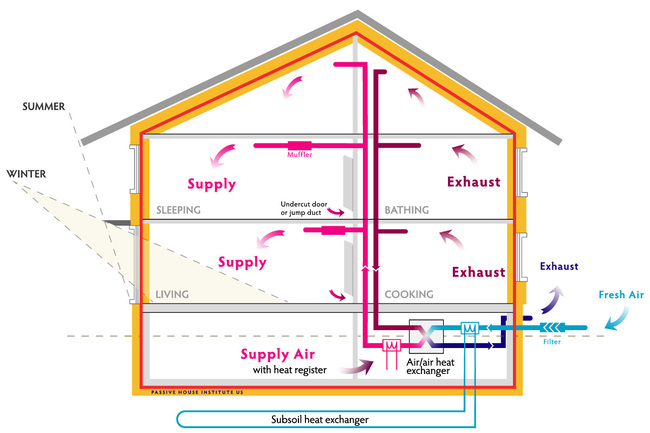 SUMMER
WINTER
Muffler
Supply
Exhaust
Undercut door
or jump duct
SLEEPING
BATHING
Supply
Exhaust
Exhaust
Fresh Air
LIVING
COOKING
Filter
Supply Air
with heat register
Air/air heat
exchanger
PASSIVE HOUSE INSTITUTE US
Subsoil heat exchanger